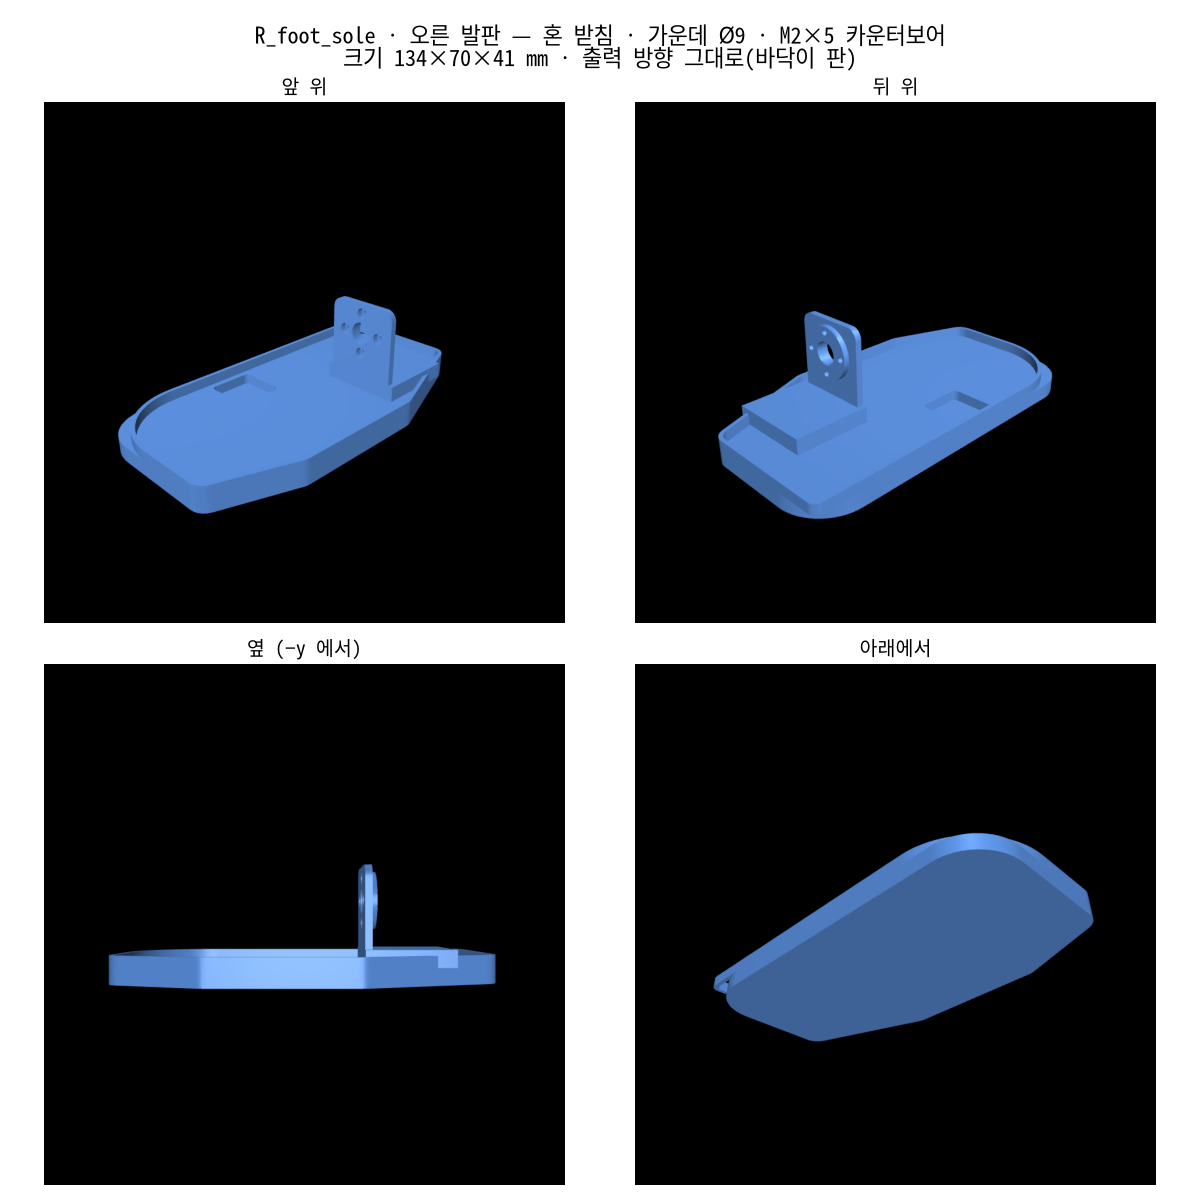 R_foot_sole · 오른 발판 — 혼 받침 · 가운데 Ø9 · M2×5 카운터보어
크기 134×70×41 mm · 출력 방향 그대로(바닥이 판)
앞 위
뒤 위
옆 (−y 에서)
아래에서